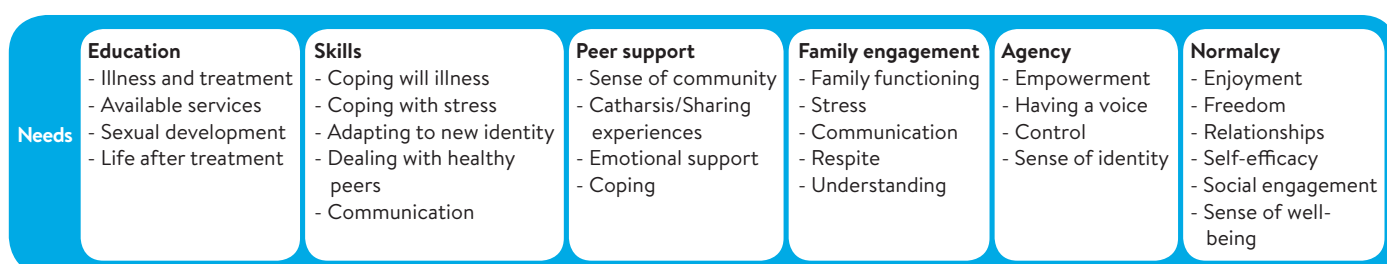 Needs
Education
- Illness and treatment
- Available services
- Sexual development
- Life after treatment
Skills
- Coping will illness
- Coping with stress
- Adapting to new identity
- Dealing with healthy
peers
- Communication
Peer support
- Sense of community
- Catharsis/Sharing
experiences
- Emotional support
- Coping
Family engagement
- Family functioning
- Stress
- Communication
- Respite
- Understanding
Agency
- Empowerment
- Having a voice
- Control
- Sense of identity
Normalcy
- Enjoyment
- Freedom
- Relationships
- Self-efficacy
- Social engagement
- Sense of well-
being